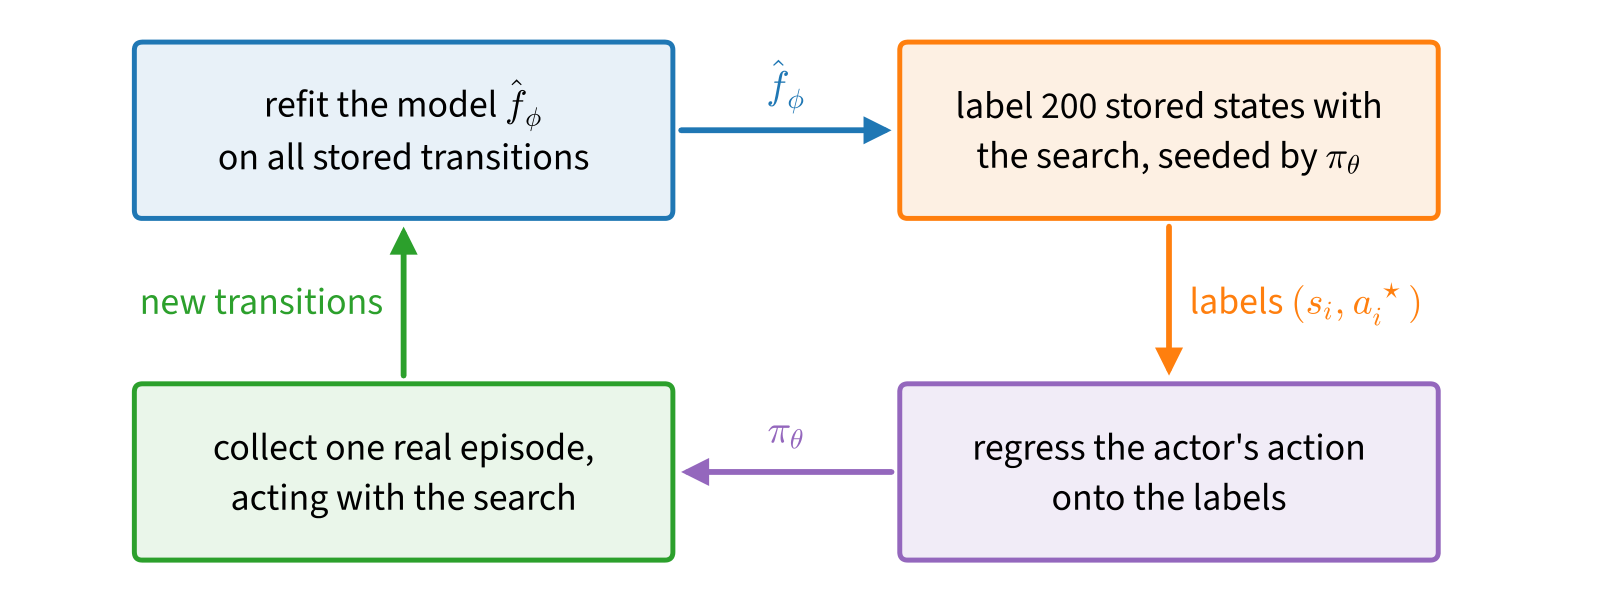 refit the model f̂_ϕ
on all stored transitions
f̂_ϕ
label 200 stored states with
the search, seeded by π_θ
new transitions
labels (s_i, a_i^⋆)
collect one real episode,
acting with the search
π_θ
regress the actor's action
onto the labels